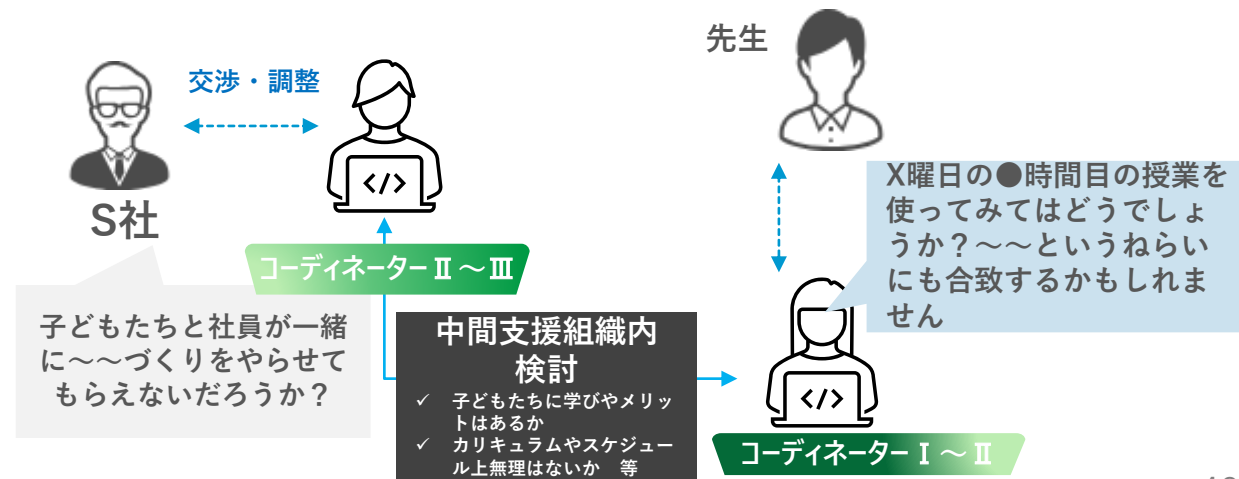 先生
交渉・調整
</>
S社
コーディネーターⅡ～Ⅲ
子どもたちと社員が一緒
に～～づくりをやらせて
もらえないだろうか？
中間支援組織内
検討
✓ 子どもたちに学びやメリッ
トはあるか
✓ カリキュラムやスケジュー
ル上無理はないか　等
X曜日の●時間目の授業を
使ってみてはどうでしょ
うか？～～というねらい
にも合致するかもしれま
せん
</>
コーディネーターⅠ～Ⅱ